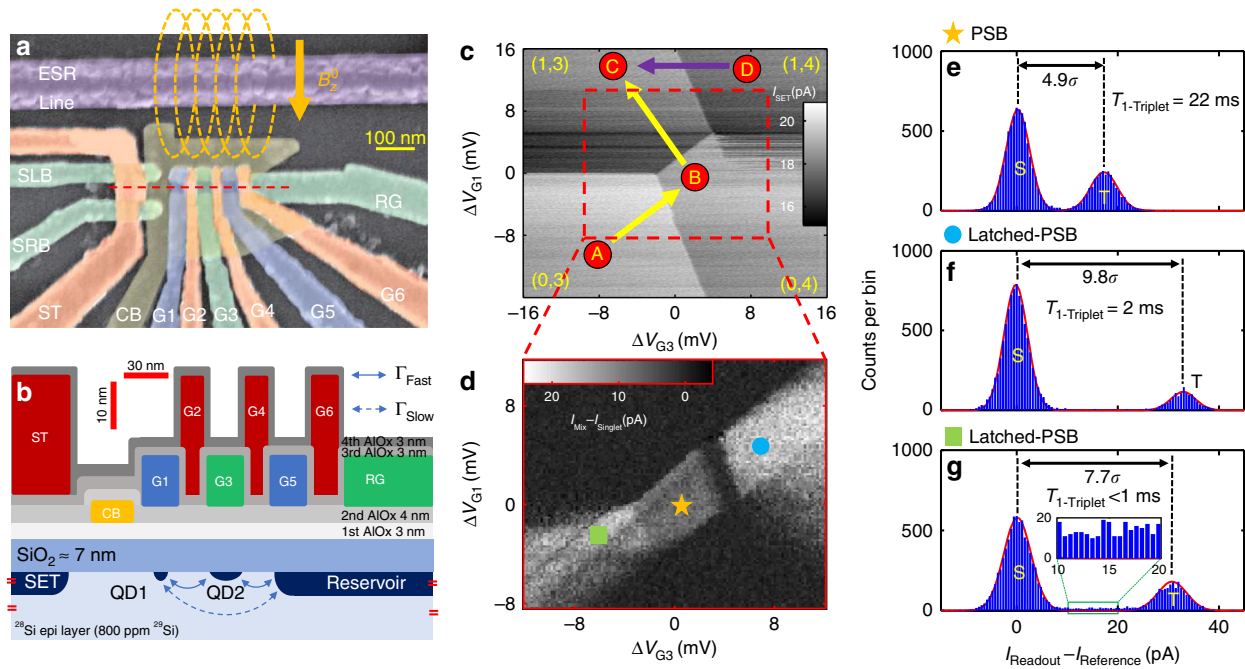 a
ESR
Line
B_z^0
100 nm
SLB
SRB
RG
ST
CB
G1
G2
G3
G4
G5
G6
b
30 nm
10 nm
Γ_Fast
Γ_Slow
ST
G2
G4
G6
4th AlOx 3 nm
3rd AlOx 3 nm
G1
G3
G5
RG
CB
2nd AlOx 4 nm
1st AlOx 3 nm
SiO₂ ≈ 7 nm
SET
QD1
QD2
Reservoir
²⁸Si epi layer (800 ppm ²⁹Si)
c
16
8
0
−8
ΔV_G1 (mV)
(1,3)
C
D
(1,4)
I_SET(pA)
20
18
16
B
A
(0,3)
(0,4)
−16
−8
0
8
16
ΔV_G3 (mV)
d
20
10
0
I_Mix–I_Singlet(pA)
8
0
−8
ΔV_G1 (mV)
−8
0
8
ΔV_G3 (mV)
PSB
e
1000
500
0
4.9σ
T_1-Triplet = 22 ms
S
T
Latched-PSB
f
1000
500
0
9.8σ
T_1-Triplet = 2 ms
S
T
Counts per bin
Latched-PSB
g
1000
500
0
7.7σ
T_1-Triplet <1 ms
20
0
10
15
20
S
T
0
20
40
I_Readout – I_Reference (pA)